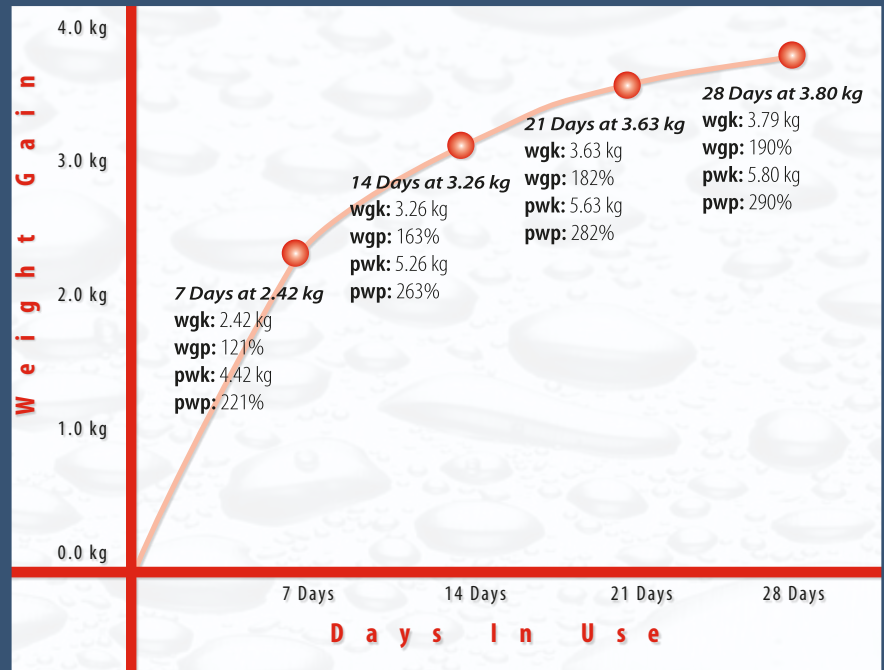 4.0 kg
3.0 kg
2.0 kg
1.0 kg
0.0 kg
Weight Gain
7 Days at 2.42 kg
wgk: 2.42 kg
wgp: 121%
pwk: 4.42 kg
pwp: 221%
14 Days at 3.26 kg
wgk: 3.26 kg
wgp: 163%
pwk: 5.26 kg
pwp: 263%
21 Days at 3.63 kg
wgk: 3.63 kg
wgp: 182%
pwk: 5.63 kg
pwp: 282%
28 Days at 3.80 kg
wgk: 3.79 kg
wgp: 190%
pwk: 5.80 kg
pwp: 290%
7 Days
14 Days
21 Days
28 Days
Days In Use